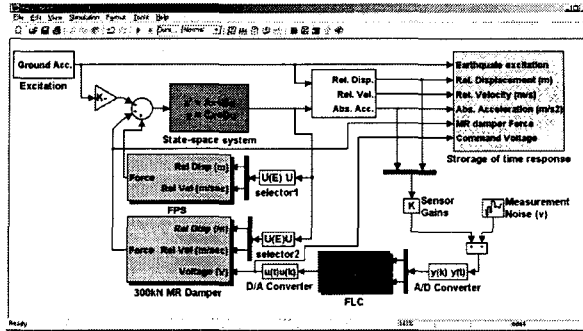 File Edit View Simulation Format Tools Help
Normal
Ground Acc.
Excitation
K-
State-space system
Rel. Disp.
Rel. Vel.
Abs. Acc.
Earthquate excitation
Rel. Displacement (m)
Rel. Velocity (m/s)
Abs. Acceleration (m/s2)
MR damper Force
Command Voltage
Strorage of time response
Force
Rel Disp (m)
Rel Vel (m/sec)
FPS
U(E) U
selector1
K
Sensor
Gains
Measurement
Noise (v)
Force
Rel Disp (m)
Rel Vel (m/sec)
Voltage (V)
300kN MR Damper
U(E)U
selector2
u(t)u(k)
D/A Converter
FLC
y(k) y(t)
A/D Converter
Ready
ode4